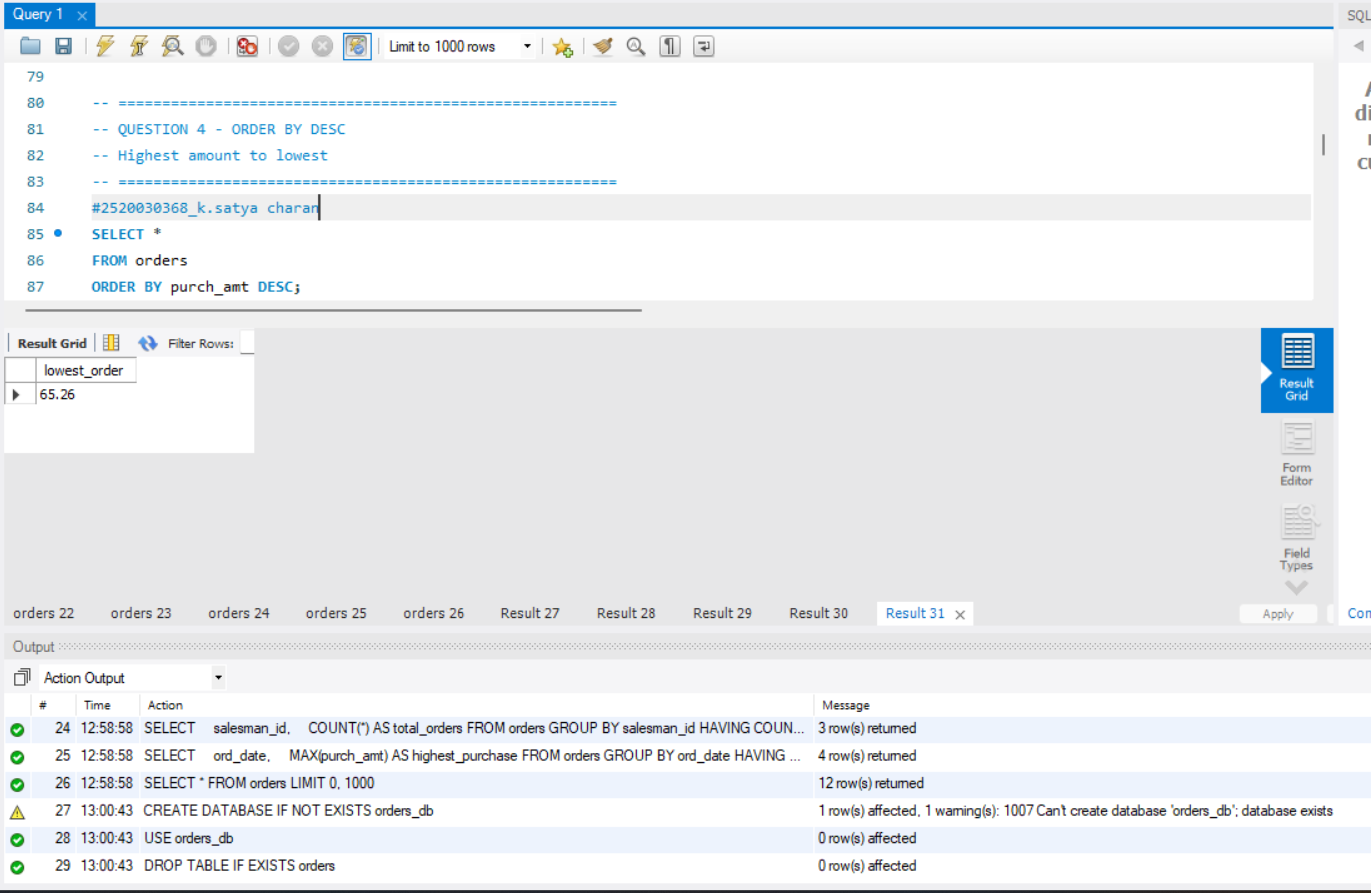 Query 1
SQL
Limit to 1000 rows
79
80 -- =========================================================
81 -- QUESTION 4 - ORDER BY DESC
82 -- Highest amount to lowest
83 -- =========================================================
84 #2520030368_k.satya charan
85 SELECT *
86 FROM orders
87 ORDER BY purch_amt DESC;
Result Grid Filter Rows:
lowest_order
65.26
Result Grid
Form Editor
Field Types
orders 22 orders 23 orders 24 orders 25 orders 26 Result 27 Result 28 Result 29 Result 30 Result 31 Apply
Output
Action Output
# Time Action Message
24 12:58:58 SELECT salesman_id, COUNT(*) AS total_orders FROM orders GROUP BY salesman_id HAVING COUN... 3 row(s) returned
25 12:58:58 SELECT ord_date, MAX(purch_amt) AS highest_purchase FROM orders GROUP BY ord_date HAVING ... 4 row(s) returned
26 12:58:58 SELECT * FROM orders LIMIT 0, 1000 12 row(s) returned
27 13:00:43 CREATE DATABASE IF NOT EXISTS orders_db 1 row(s) affected, 1 warning(s): 1007 Can't create database 'orders_db'; database exists
28 13:00:43 USE orders_db 0 row(s) affected
29 13:00:43 DROP TABLE IF EXISTS orders 0 row(s) affected